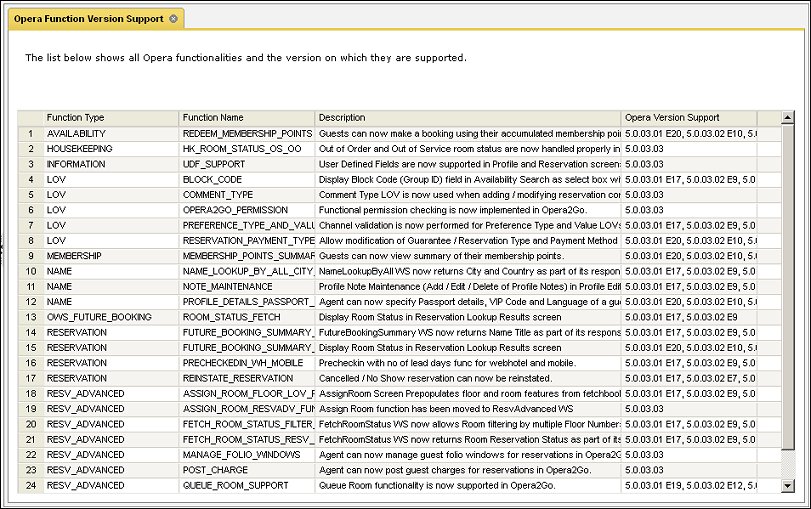 Opera Function Version Support
The list below shows all Opera functionalities and the version on which they are supported.
Function Type Function Name Description Opera Version Support
1 AVAILABILITY REDEEM_MEMBERSHIP_POINTS Guests can now make a booking using their accumulated membership poi 5.0.03.01 E20, 5.0.03.02 E10, 5.0
2 HOUSEKEEPING HK_ROOM_STATUS_OS_OO Out of Order and Out of Service room status are now handled properly in 5.0.03.03
3 INFORMATION UDF_SUPPORT User Defined Fields are now supported in Profile and Reservation screen 5.0.03.03
4 LOV BLOCK_CODE Display Block Code (Group ID) field in Availability Search as select box wh 5.0.03.01 E17, 5.0.03.02 E9, 5.0
5 LOV COMMENT_TYPE Comment Type LOV is now used when adding / modifying reservation cor 5.0.03.03
6 LOV OPERA2GO_PERMISSION Functional permission checking is now implemented in Opera2Go. 5.0.03.03
7 LOV PREFERENCE_TYPE_AND_VALU Channel validation is now performed for Preference Type and Value LOVs 5.0.03.01 E17, 5.0.03.02 E9, 5.0
8 LOV RESERVATION_PAYMENT_TYPE Allow modification of Guarantee / Reservation Type and Payment Method 5.0.03.01 E20, 5.0.03.02 E10, 5.0
9 MEMBERSHIP MEMBERSHIP_POINTS_SUMMAR Guests can now view summary of their membership points. 5.0.03.01 E20, 5.0.03.02 E10, 5.0
10 NAME NAME_LOOKUP_BY_ALL_CITY_ NameLookupByAll WS now returns City and Country as part of its respon 5.0.03.01 E17, 5.0.03.02 E9, 5.0
11 NAME NOTE_MAINTENANCE Profile Note Maintenance (Add / Edit / Delete of Profile Notes) in Profile Edit 5.0.03.03
12 NAME PROFILE_DETAILS_PASSPORT_ Agent can now specify Passport details, VIP Code and Language of a gue 5.0.03.01 E20, 5.0.03.02 E10, 5.0
13 OWS_FUTURE_BOOKING ROOM_STATUS_FETCH Display Room Status in Reservation Lookup Results screen 5.0.03.01 E17, 5.0.03.02 E9
14 RESERVATION FUTURE_BOOKING_SUMMARY_ FutureBookingSummary WS now returns Name Title as part of its respons 5.0.03.01 E17, 5.0.03.02 E9, 5.0
15 RESERVATION FUTURE_BOOKING_SUMMARY_ Display Room Status in Reservation Lookup Results screen 5.0.03.01 E20, 5.0.03.02 E10, 5.0
16 RESERVATION PRECHECKEDIN_WH_MOBILE Precheckin with no of lead days func for webhotel and mobile. 5.0.03.01 E17, 5.0.03.02 E9, 5.0
17 RESERVATION REINSTATE_RESERVATION Cancelled / No Show reservation can now be reinstated. 5.0.03.01 E17, 5.0.03.02 E7, 5.0
18 RESV_ADVANCED ASSIGN_ROOM_FLOOR_LOV_F AssignRoom Screen Prepopulates floor and room features from fetchboo 5.0.03.01 E17, 5.0.03.02 E9, 5.0
19 RESV_ADVANCED ASSIGN_ROOM_RESVADV_FUN Assign Room function has been moved to ResvAdvanced WS 5.0.03.03
20 RESV_ADVANCED FETCH_ROOM_STATUS_FILTER_ FetchRoomStatus WS now allows Room filtering by multiple Floor Number 5.0.03.01 E17, 5.0.03.02 E9, 5.0
21 RESV_ADVANCED FETCH_ROOM_STATUS_RESV_ FetchRoomStatus WS now returns Room Reservation Status as part of its 5.0.03.01 E17, 5.0.03.02 E9, 5.0
22 RESV_ADVANCED MANAGE_FOLIO_WINDOWS Agent can now manage guest folio windows for reservations in Opera2G 5.0.03.03
23 RESV_ADVANCED POST_CHARGE Agent can now post guest charges for reservations in Opera2Go. 5.0.03.03
24 RESV_ADVANCED QUEUE_ROOM_SUPPORT Queue Room functionality is now supported in Opera2Go. 5.0.03.01 E19, 5.0.03.02 E12, 5.0